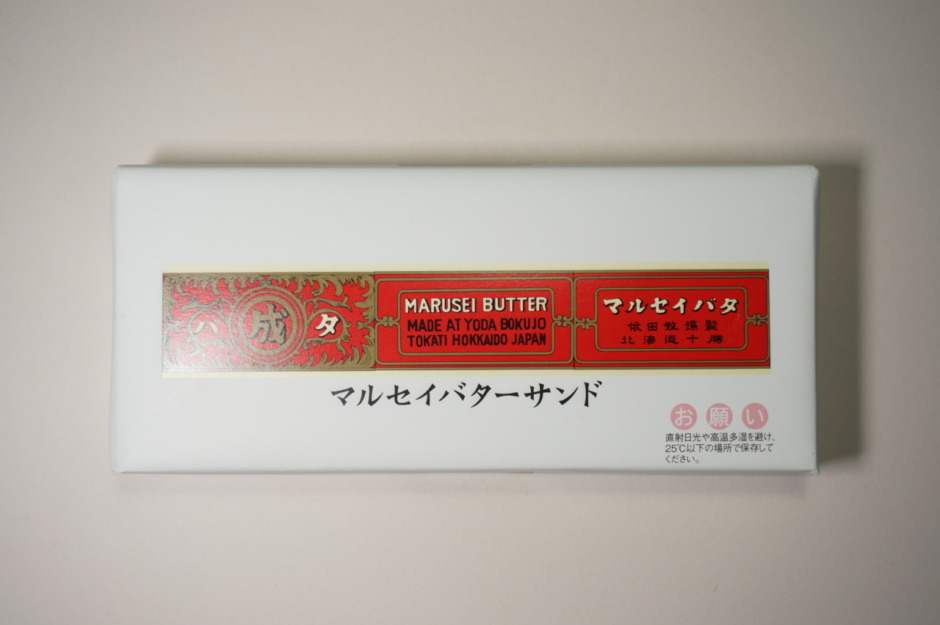 バ 成 タ
MARUSEI BUTTER
MADE AT YODA BOKUJO
TOKATI HOKKAIDO JAPAN
マルセイバタ
依田牧場製
北海道十勝
マルセイバターサンド
お願い
直射日光や高温多湿を避け、
25℃以下の場所で保存して
ください。